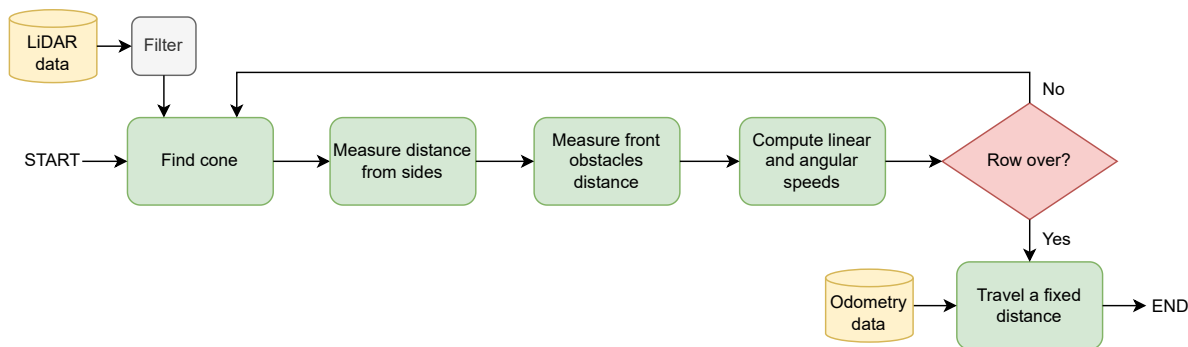 LiDAR
data
Filter
No
START
Find cone
Measure distance
from sides
Measure front
obstacles
distance
Compute linear
and angular
speeds
Row over?
Yes
Odometry
data
Travel a fixed
distance
END